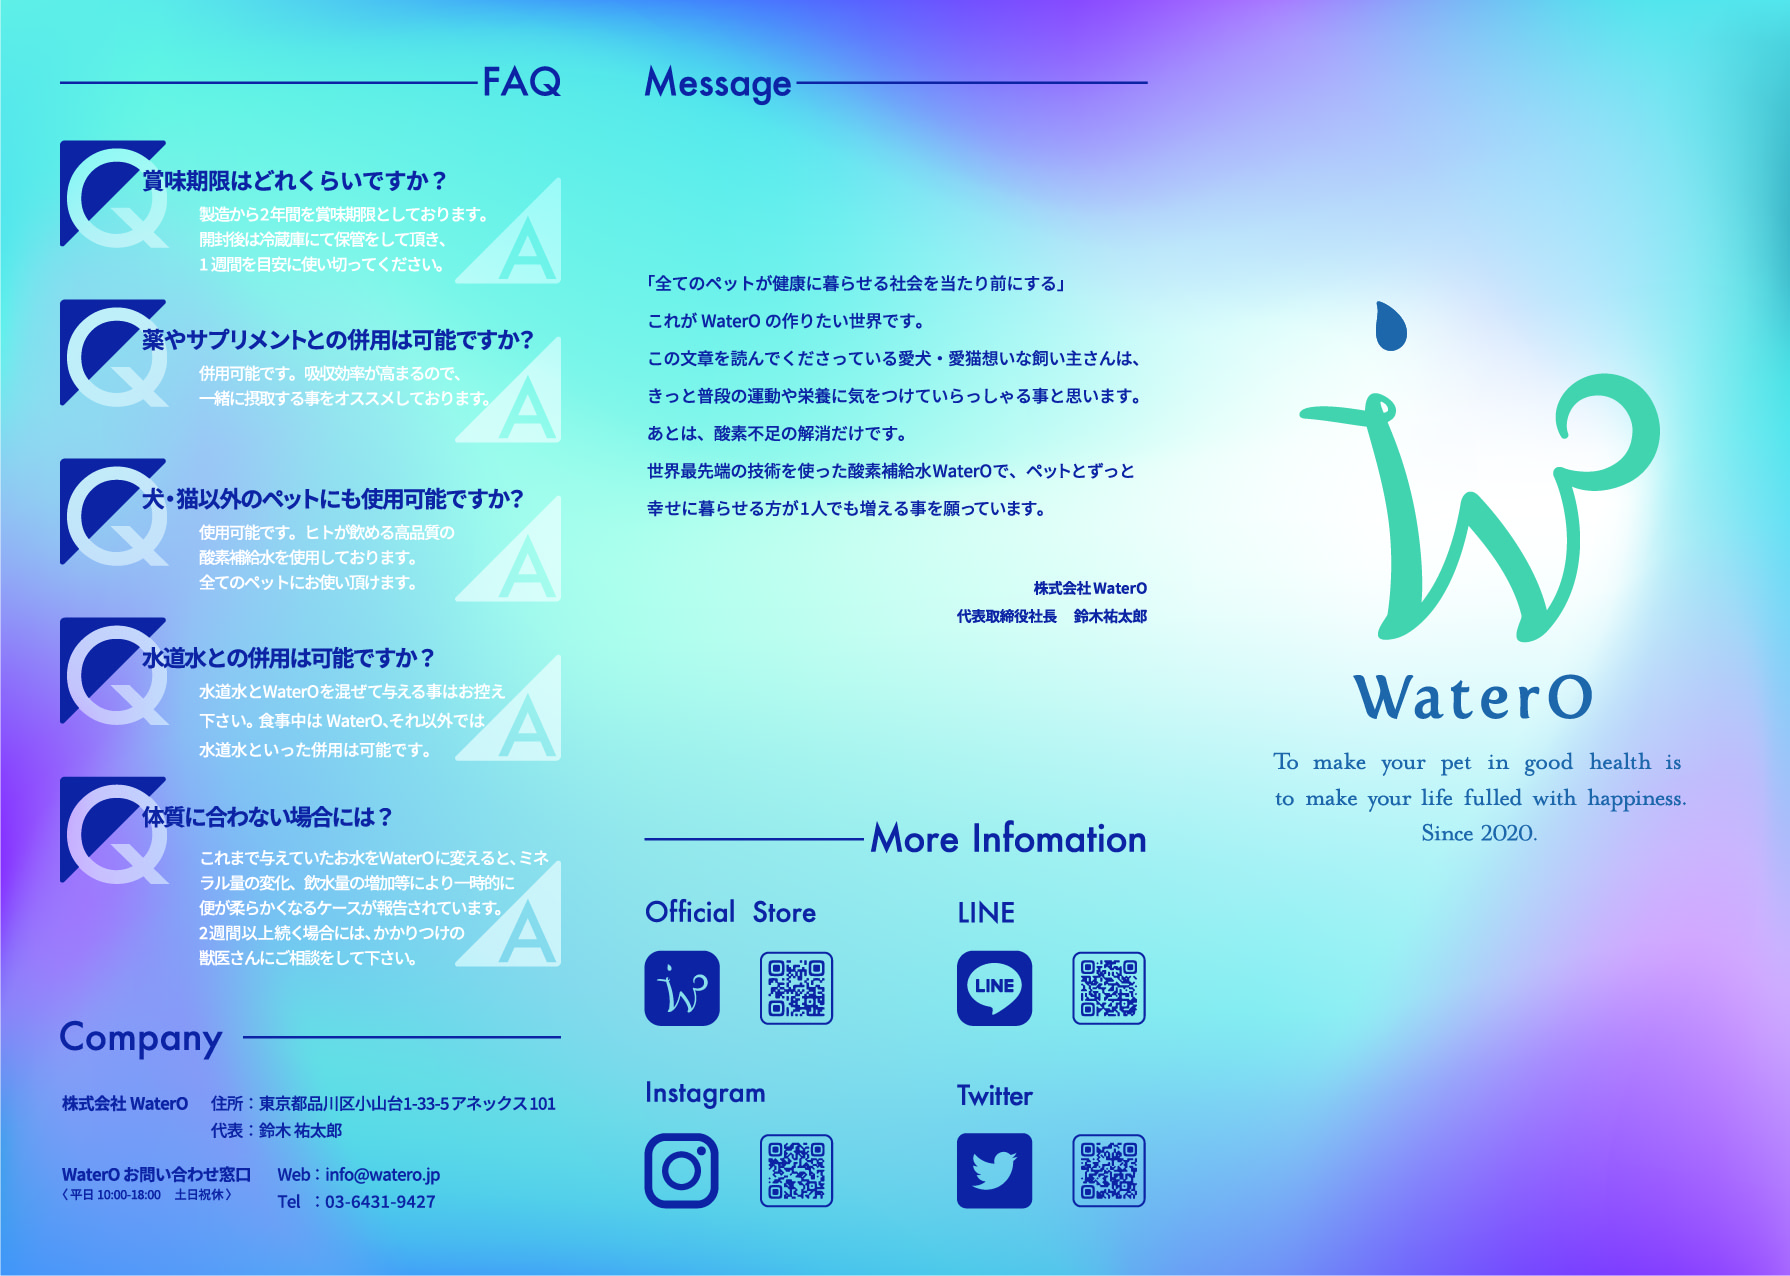 FAQ
Q
賞味期限はどれくらいですか？
製造から2年間を賞味期限としております。
開封後は冷蔵庫にて保管をして頂き、
1週間を目安に使い切ってください。
A
Q
薬やサプリメントとの併用は可能ですか?
併用可能です。吸収効率が高まるので、
一緒に摂取する事をオススメしております。
A
Q
犬・猫以外のペットにも使用可能ですか?
使用可能です。ヒトが飲める高品質の
酸素補給水を使用しております。
全てのペットにお使い頂けます。
A
Q
水道水との併用は可能ですか？
水道水とWaterOを混ぜて与える事はお控え
下さい。食事中は WaterO、それ以外では
水道水といった併用は可能です。
A
Q
体質に合わない場合には？
これまで与えていたお水をWaterOに変えると、ミネ
ラル量の変化、飲水量の増加等により一時的に
便が柔らかくなるケースが報告されています。
2週間以上続く場合には、かかりつけの
獣医さんにご相談をして下さい。
A
Company
株式会社 WaterO 住所：東京都品川区小山台1-33-5アネックス101
代表：鈴木 祐太郎
WaterO お問い合わせ窓口 Web：info@watero.jp
〈平日 10:00-18:00 土日祝休〉
Tel ：03-6431-9427
Message
「全てのペットが健康に暮らせる社会を当たり前にする」
これが WaterO の作りたい世界です。
この文章を読んでくださっている愛犬・愛猫想いな飼い主さんは、
きっと普段の運動や栄養に気をつけていらっしゃる事と思います。
あとは、酸素不足の解消だけです。
世界最先端の技術を使った酸素補給水WaterOで、ペットとずっと
幸せに暮らせる方が1人でも増える事を願っています。
株式会社WaterO
代表取締役社長 鈴木祐太郎
More Infomation
Official Store
LINE
LINE
Instagram
Twitter
WaterO
To make your pet in good health is
to make your life fulled with happiness.
Since 2020.